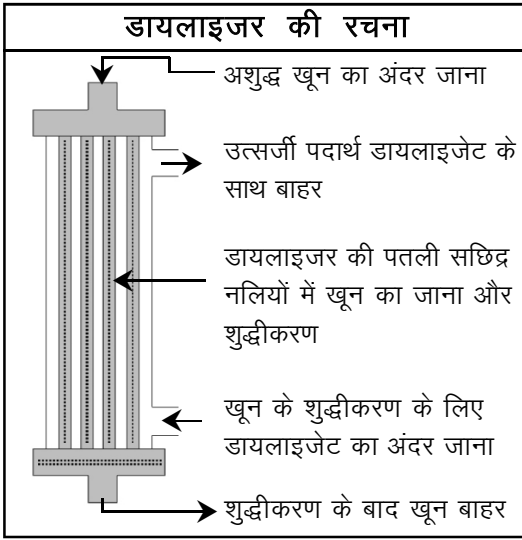 डायलाइजर की रचना
अशुद्ध खून का अंदर जाना
उत्सर्जी पदार्थ डायलाइजेट के
साथ बाहर
डायलाइजर की पतली सछिद्र
नलियों में खून का जाना और
शुद्धीकरण
खून के शुद्धीकरण के लिए
डायलाइजेट का अंदर जाना
शुद्धीकरण के बाद खून बाहर